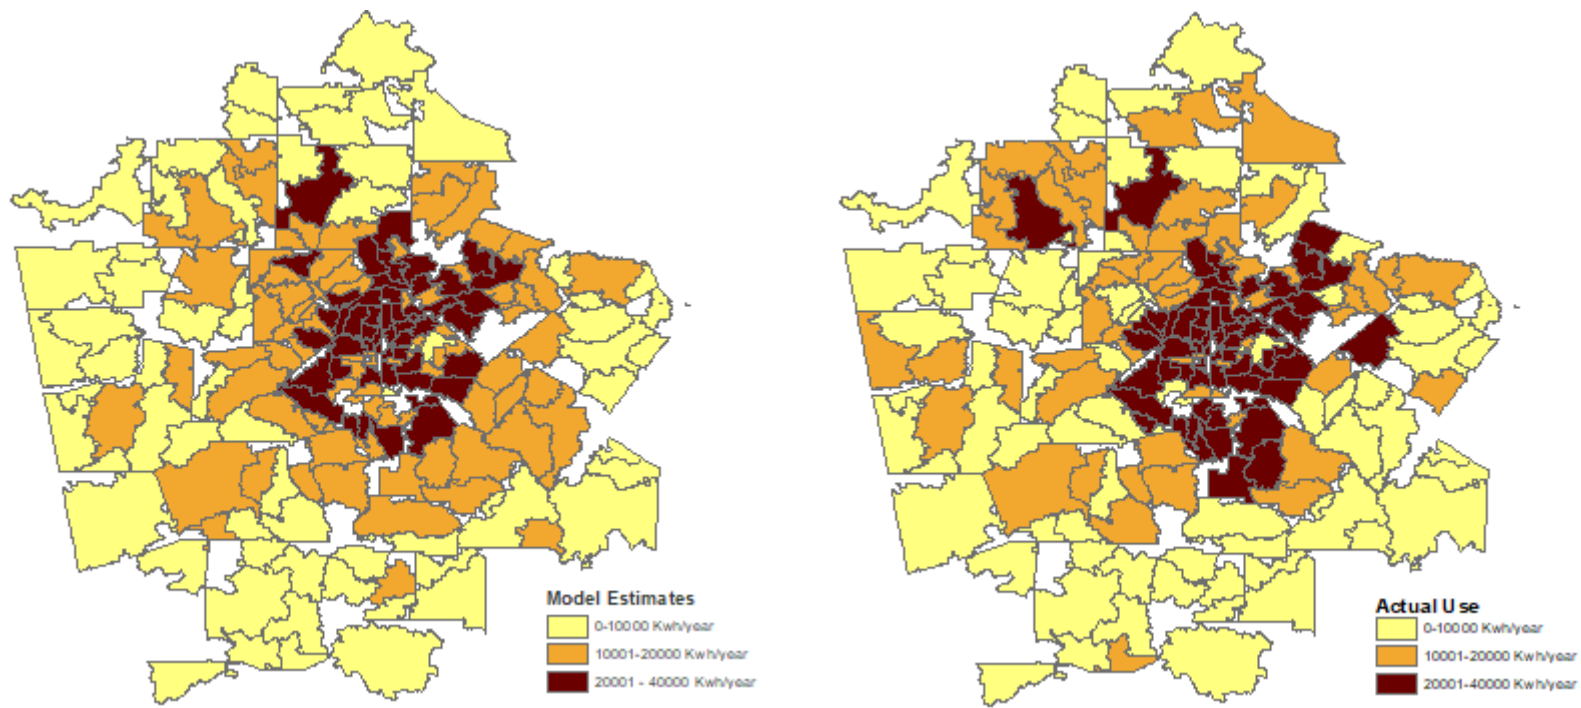 Model Estimates
0-10000 Kwh/year
10001-20000 Kwh/year
20001 - 40000 Kwh/year
Actual Use
0-10000 Kwh/year
10001-20000 Kwh/year
20001-40000 Kwh/year